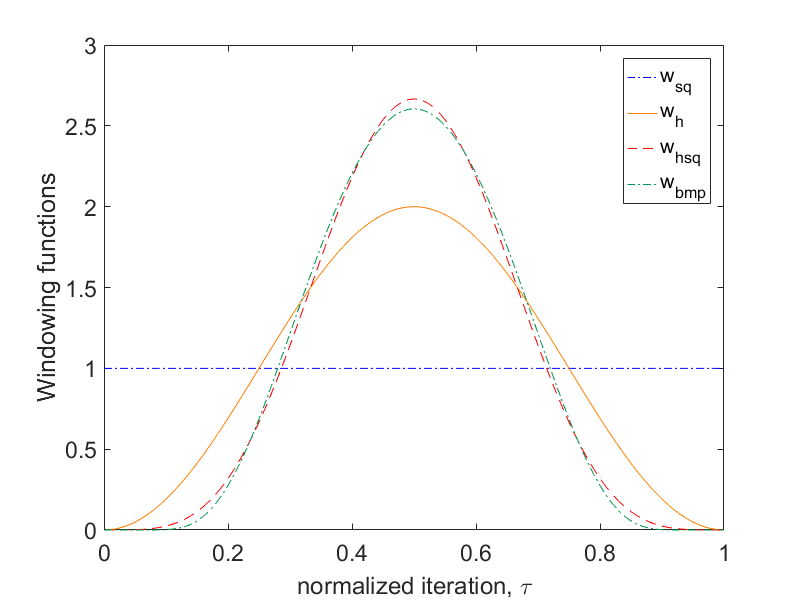 3
2.5
2
1.5
1
0.5
0
0
0.2
0.4
0.6
0.8
1
Windowing functions
normalized iteration, τ
w_sq
w_h
w_hsq
w_bmp